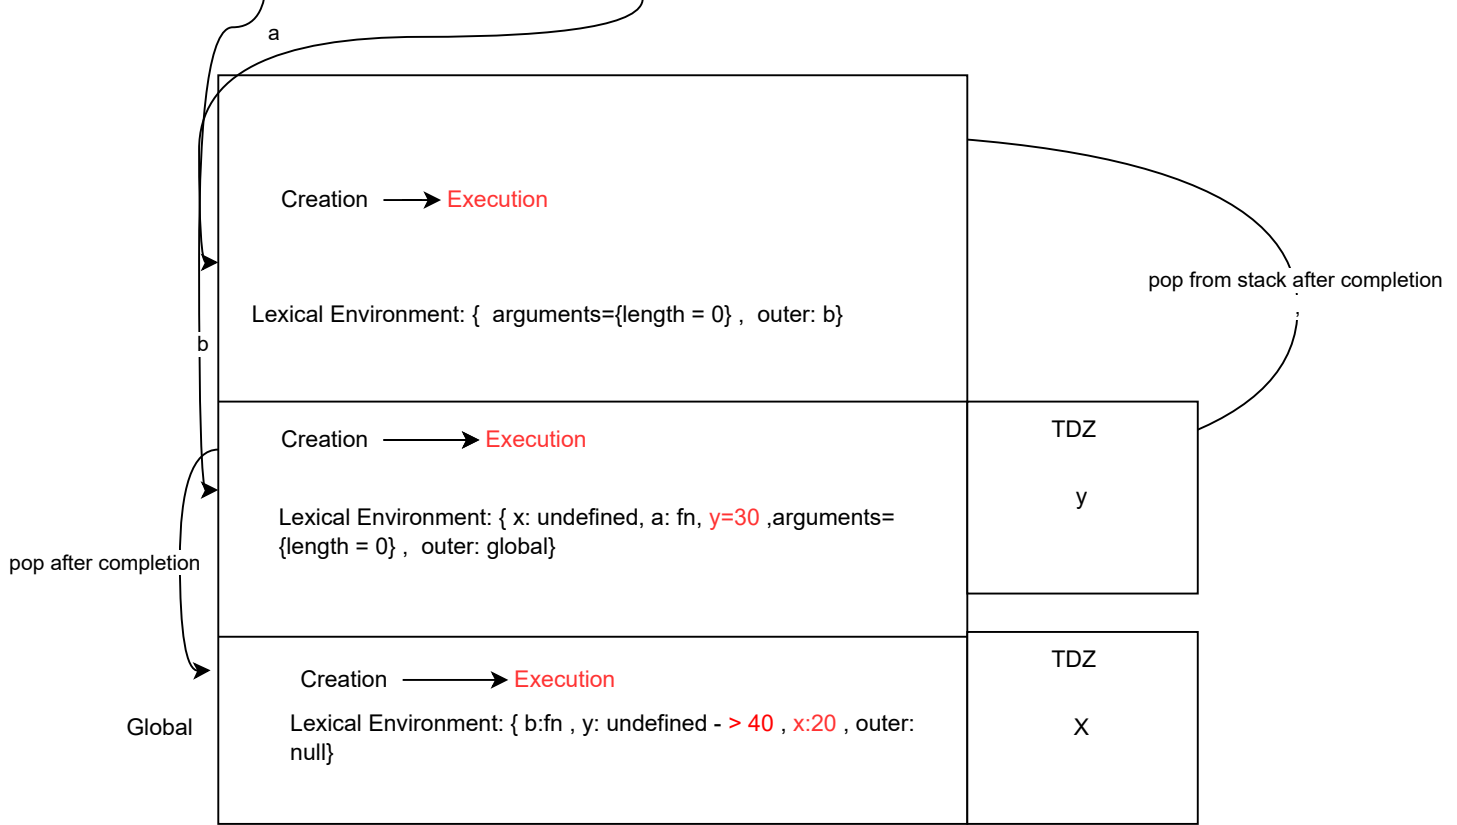 a
Creation Execution
pop from stack after completion
,
Lexical Environment: { arguments={length = 0} , outer: b}
b
Creation Execution
TDZ
y
Lexical Environment: { x: undefined, a: fn, y=30 ,arguments=
{length = 0} , outer: global}
pop after completion
Creation Execution
TDZ
Global
Lexical Environment: { b:fn , y: undefined - > 40 , x:20 , outer:
null}
X